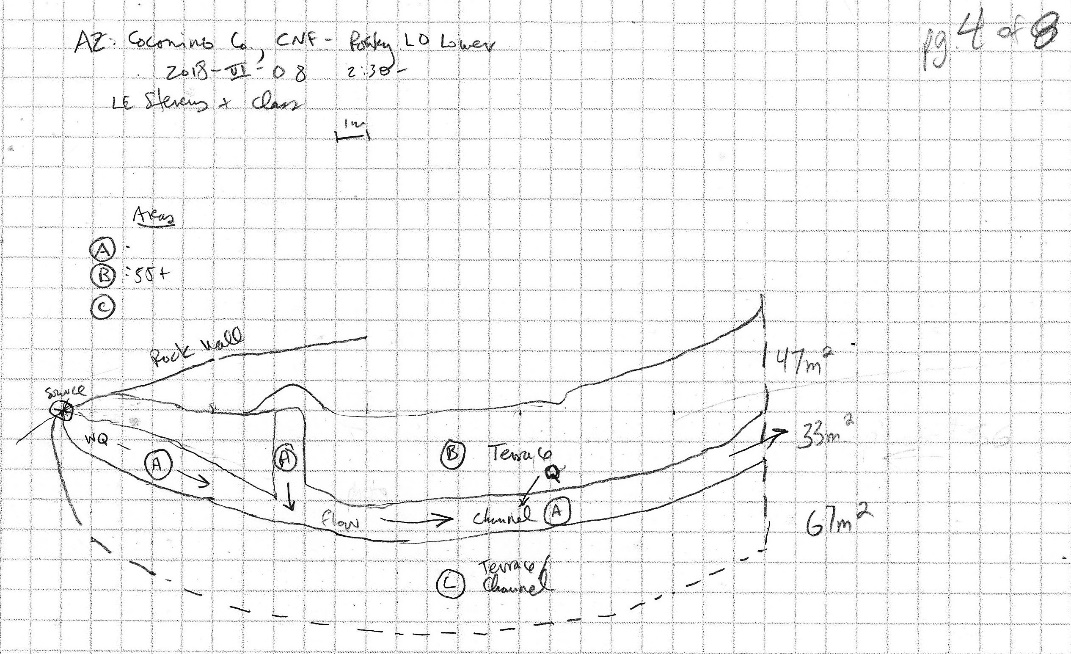 pg. 4 of 8
AZ: Coconino Co, CNF - Rocky LO Lower
2018-VI-08 2:30-
LE Stevens + Class
1m
Areas
A -
B :55+
C
Rock Wall
Source
47m²
WQ
33m²
A
A
B Terrace
Q
Flow
Channel A
67m²
C Terrace/
Channel